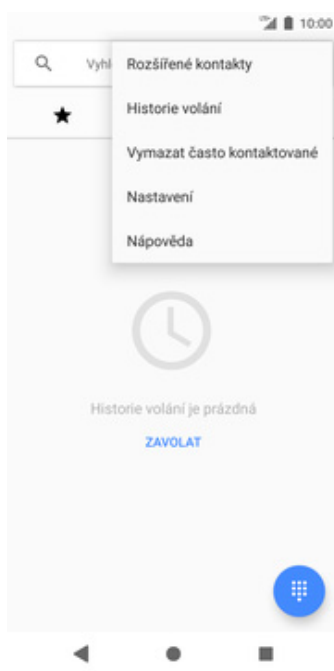 10:00
Vyhl
Rozšířené kontakty
Historie volání
Vymazat často kontaktované
Nastavení
Nápověda
Historie volání je prázdná
ZAVOLAT